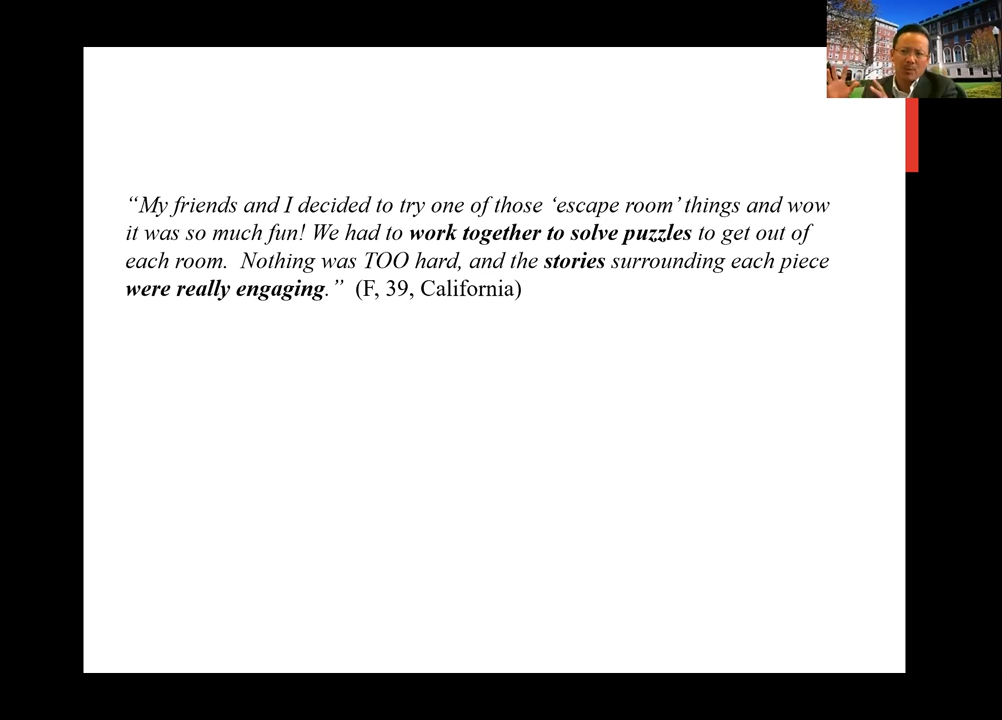 “My friends and I decided to try one of those ‘escape room’ things and wow
it was so much fun! We had to work together to solve puzzles to get out of
each room.  Nothing was TOO hard, and the stories surrounding each piece
were really engaging.”  (F, 39, California)